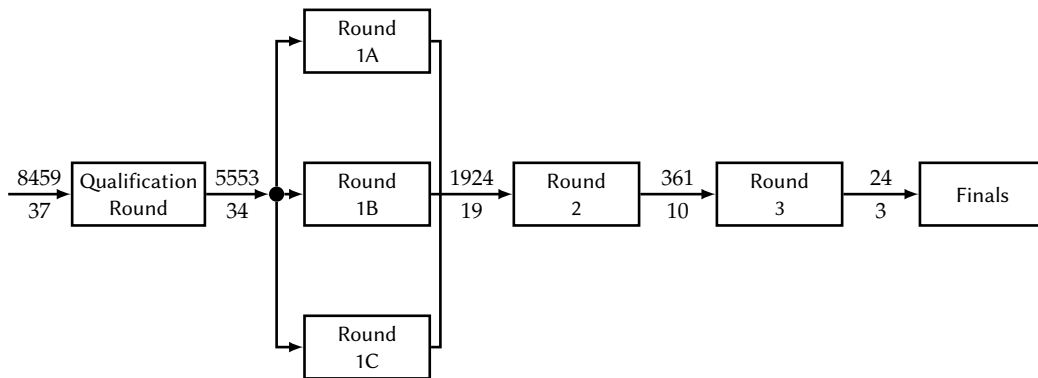 Round
1A
8459
37
Qualification
Round
5553
34
Round
1B
1924
19
Round
2
361
10
Round
3
24
3
Finals
Round
1C